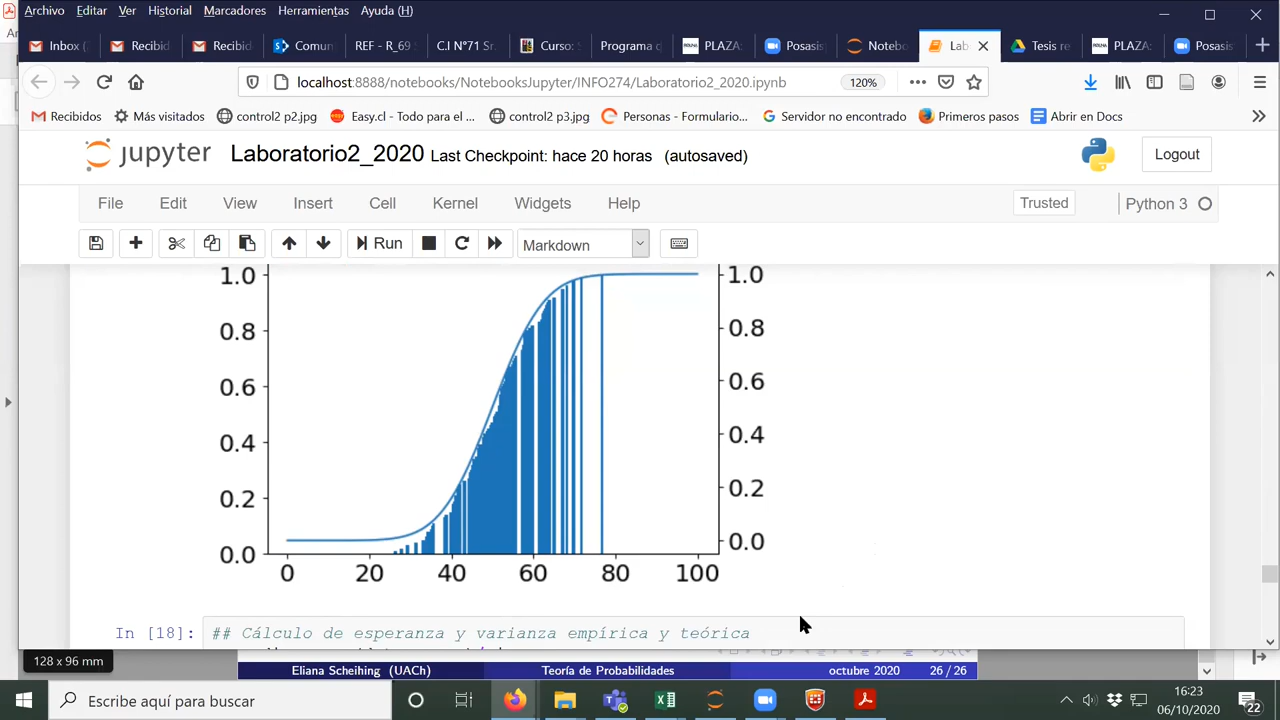 Archivo Editar Ver Historial Marcadores Herramientas Ayuda (H)
Inbox ( Recibid Recibid Comun REF - R_69 C.I N°71 Sr. Curso: S Programa c PLAZA: Posasis Notebo Lab Tesis re PLAZA: Posasis
localhost:8888/notebooks/NotebooksJupyter/INFO274/Laboratorio2_2020.ipynb 120%
Recibidos Más visitados control2 p2.jpg Easy.cl - Todo para el ... control2 p3.jpg Personas - Formulario... Servidor no encontrado Primeros pasos Abrir en Docs
jupyter Laboratorio2_2020 Last Checkpoint: hace 20 horas (autosaved) Logout
File Edit View Insert Cell Kernel Widgets Help Trusted Python 3
Run Markdown
1.0 1.0
0.8 0.8
0.6 0.6
0.4 0.4
0.2 0.2
0.0 0.0
0 20 40 60 80 100
In [18]: ## Cálculo de esperanza y varianza empírica y teórica
128 x 96 mm Eliana Scheihing (UACh) Teoría de Probabilidades octubre 2020 26 / 26
Escribe aquí para buscar
16:23
06/10/2020
22